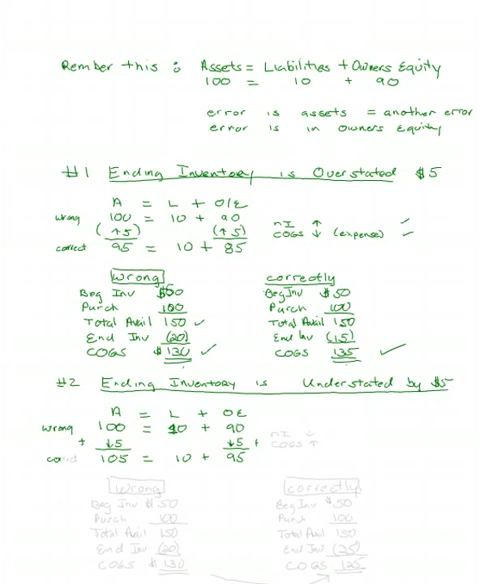 Rember this : Assets = Liabilities + Owners Equity
100 = 10 + 90
error is assets = another error
error is in owners Equity
#1 Ending Inventory is Overstated $5
A = L + O/E
wrong 100 = 10 + 90 nI ↑ ✓
(↑5) (↑5) COGS ↓ (expense) ✓
correct 95 = 10 + 85
Wrong correctly
Beg Inv $50 Beg Inv $50
Purch 100 Purch 100
Total Avail 150 ✓ Total Avail 150
End Inv (20) End Inv (15)
COGS $130 ✓ COGS 135 ✓
#2 Ending Inventory is Understated by $5
A = L + OE
wrong 100 = 10 + 90 nI ↓
+ ↓5 ↓5 + COGS ↑
correct 105 = 10 + 95
Wrong correctly
Beg Inv $50 Beg Inv $50
Purch 100 Purch 100
Total Avail 150 Total Avail 150
End Inv (20) End Inv (25)
COGS $130 COGS 125